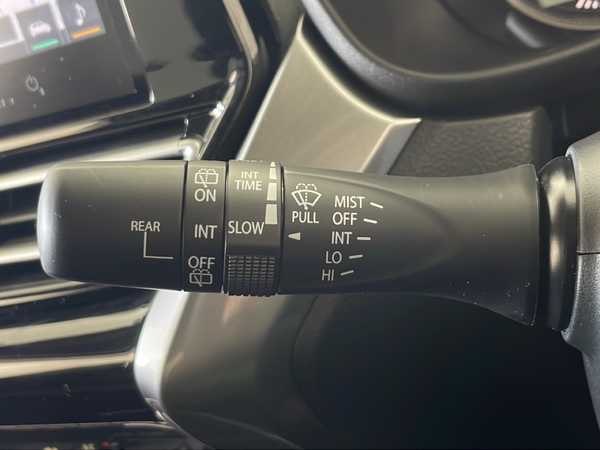 REAR
ON
INT
OFF
INT
TIME
SLOW
PULL
MIST
OFF
INT
LO
HI